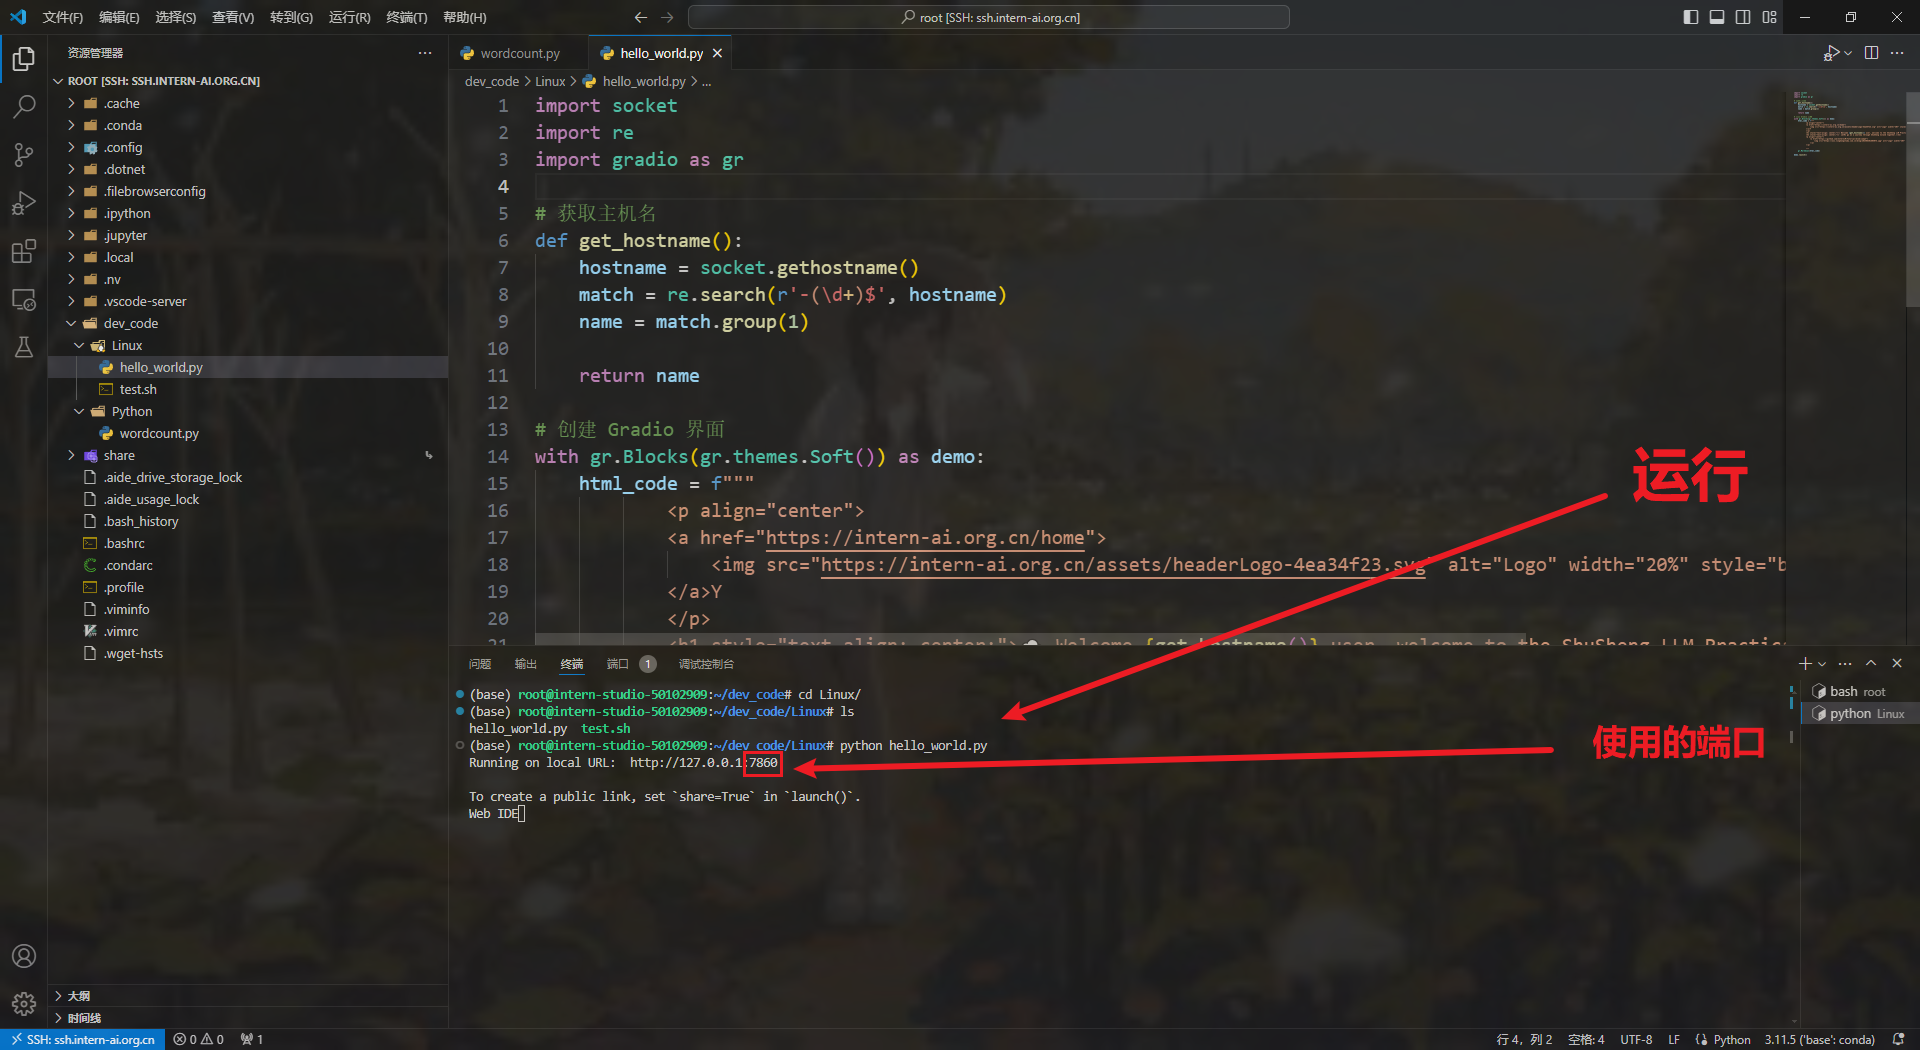 文件(F) 编辑(E) 选择(S) 查看(V) 转到(G) 运行(R) 终端(T) 帮助(H)
root [SSH: ssh.intern-ai.org.cn]
资源管理器
ROOT [SSH: SSH.INTERN-AI.ORG.CN]
.cache
.conda
.config
.dotnet
.filebrowserconfig
.ipython
.jupyter
.local
.nv
.vscode-server
dev_code
Linux
hello_world.py
test.sh
Python
wordcount.py
share
.aide_drive_storage_lock
.aide_usage_lock
.bash_history
.bashrc
.condarc
.profile
.viminfo
.vimrc
.wget-hsts
大纲
时间线
wordcount.py
hello_world.py
dev_code > Linux > hello_world.py > ...
1 import socket
2 import re
3 import gradio as gr
4
5 # 获取主机名
6 def get_hostname():
7 hostname = socket.gethostname()
8 match = re.search(r'-(\d+)$', hostname)
9 name = match.group(1)
10
11 return name
12
13 # 创建 Gradio 界面
14 with gr.Blocks(gr.themes.Soft()) as demo:
15 html_code = f"""
16 <p align="center">
17 <a href="https://intern-ai.org.cn/home">
18 <img src="https://intern-ai.org.cn/assets/headerLogo-4ea34f23.svg" alt="Logo" width="20%" style="b
19 </a>Y
20 </p>
21 <h1 style="text-align: center;"> Welcome {get_hostname()} user, welcome to the ShuSheng LLM Practic
运行
问题 输出 终端 端口 1 调试控制台
(base) root@intern-studio-50102909:~/dev_code# cd Linux/
(base) root@intern-studio-50102909:~/dev_code/Linux# ls
hello_world.py test.sh
(base) root@intern-studio-50102909:~/dev_code/Linux# python hello_world.py
Running on local URL: http://127.0.0.1:7860
To create a public link, set `share=True` in `launch()`.
Web IDE
使用的端口
bash root
python Linux
SSH: ssh.intern-ai.org.cn 0 0 1
行 4，列 2 空格: 4 UTF-8 LF Python 3.11.5 ('base': conda)